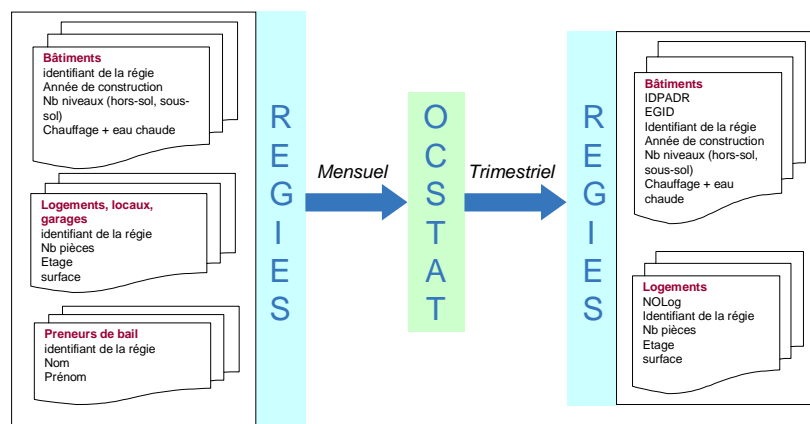 Bâtiments
identifiant de la régie
Année de construction
Nb niveaux (hors-sol, sous-
sol)
Chauffage + eau chaude
Logements, locaux,
garages
identifiant de la régie
Nb pièces
Etage
surface
Preneurs de bail
identifiant de la régie
Nom
Prénom
REGIES
Mensuel
OCSTAT
Trimestriel
REGIES
Bâtiments
IDPADR
EGID
Identifiant de la régie
Année de construction
Nb niveaux (hors-sol,
sous-sol)
Chauffage + eau
chaude
Logements
NOLog
Identifiant de la régie
Nb pièces
Etage
surface